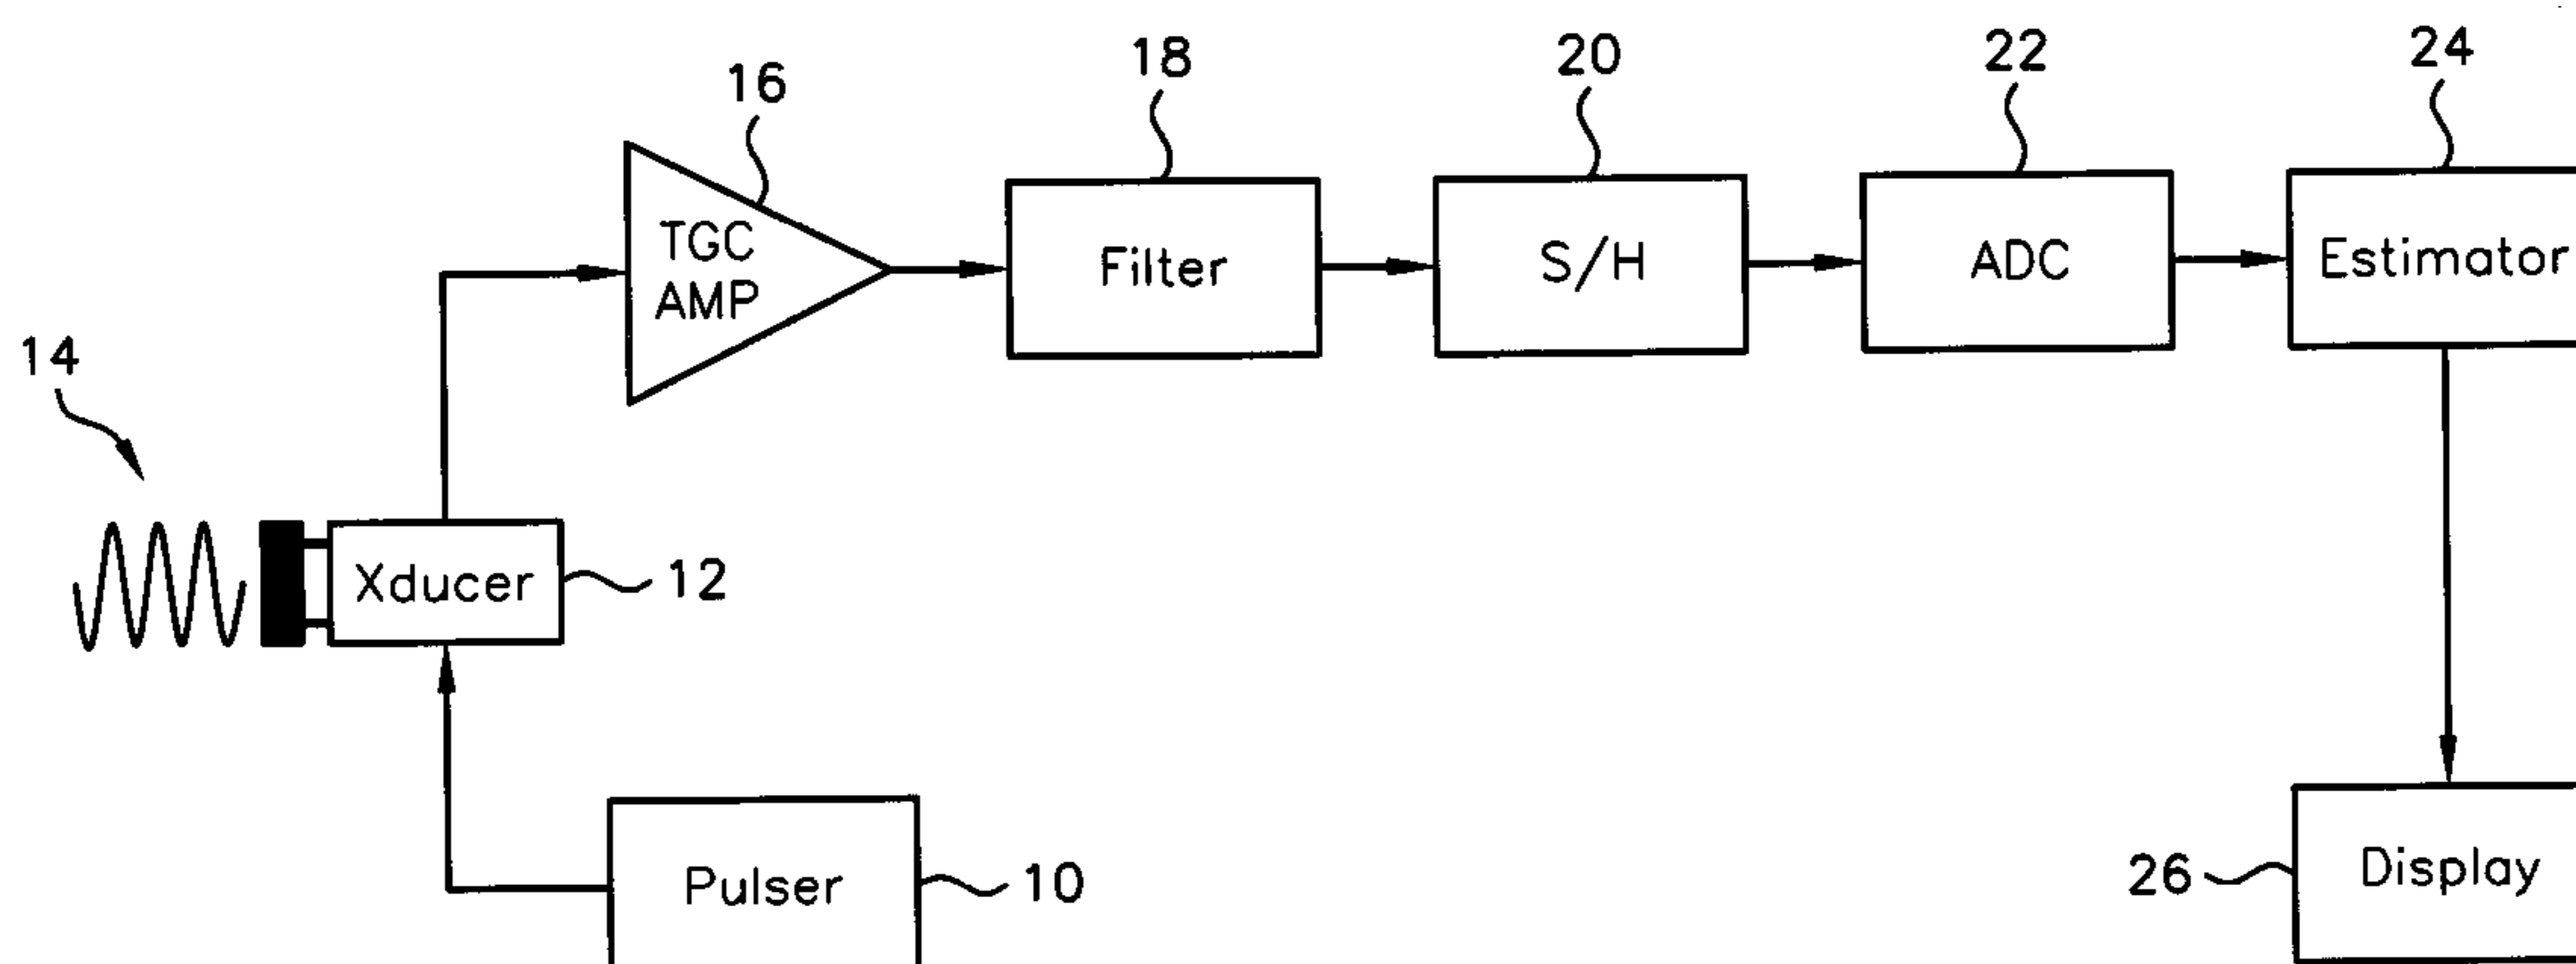 16
18
20
22
24
TGC
AMP
Filter
S/H
ADC
Estimator
14
Xducer
12
Pulser
10
26
Display